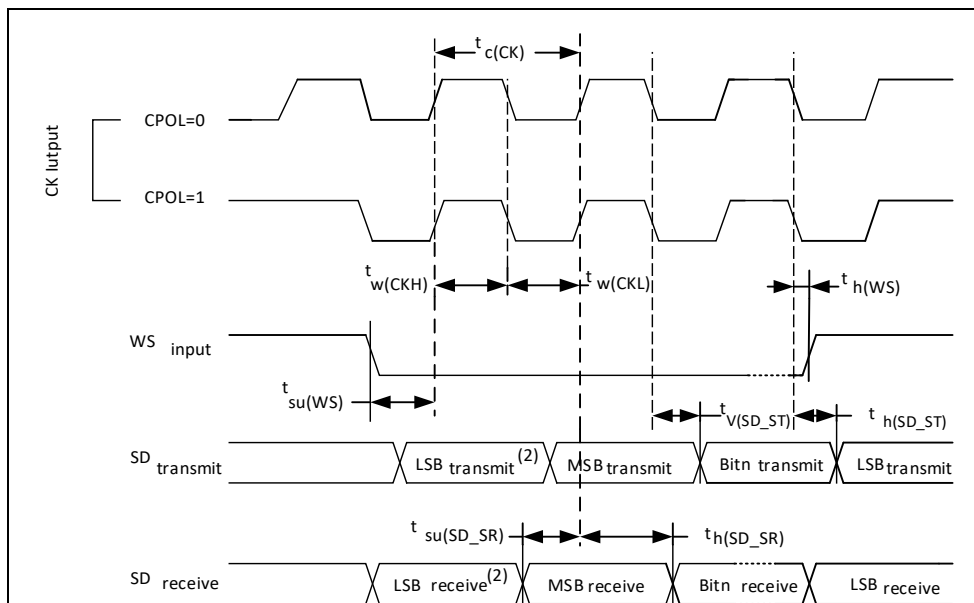 t c(CK)
CK Iutput
CPOL=0
CPOL=1
t w(CKH)
t w(CKL)
t h(WS)
WS input
t su(WS)
t V(SD_ST)
t h(SD_ST)
SD transmit
LSB transmit(2)
MSB transmit
Bitn transmit
LSB transmit
t su(SD_SR)
t h(SD_SR)
SD receive
LSB receive(2)
MSB receive
Bitn receive
LSB receive